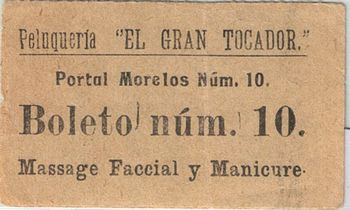 Peluquería "EL GRAN TOCADOR."
Portal Morelos Núm. 10.
Boleto núm. 10.
Massage Faccial y Manicure.